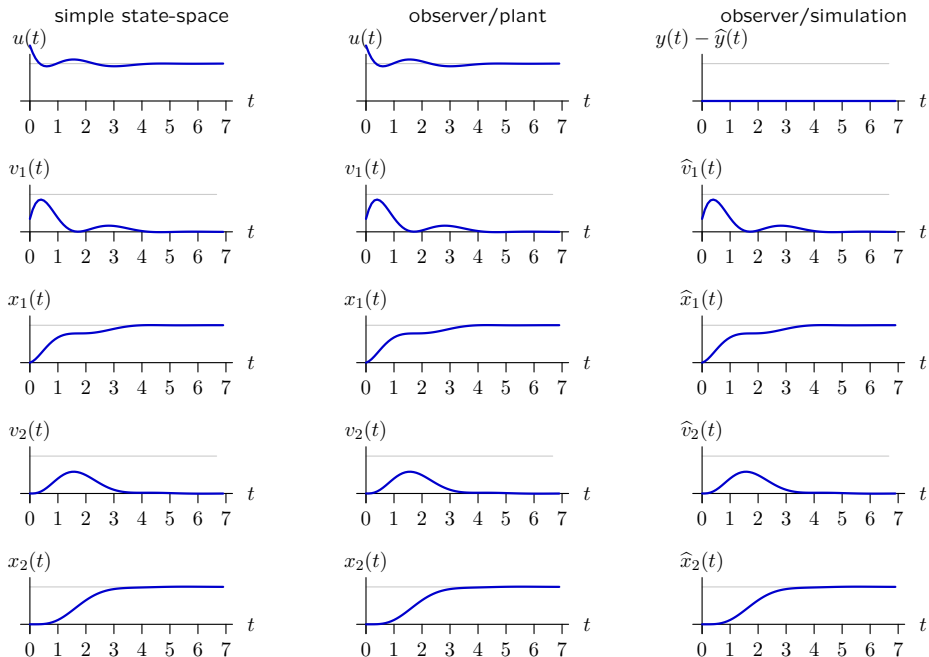 simple state-space observer/plant observer/simulation
u(t) u(t) y(t) − ŷ(t)
t t t
0 1 2 3 4 5 6 7 0 1 2 3 4 5 6 7 0 1 2 3 4 5 6 7
v₁(t) v₁(t) v̂₁(t)
t t t
0 1 2 3 4 5 6 7 0 1 2 3 4 5 6 7 0 1 2 3 4 5 6 7
x₁(t) x₁(t) x̂₁(t)
t t t
0 1 2 3 4 5 6 7 0 1 2 3 4 5 6 7 0 1 2 3 4 5 6 7
v₂(t) v₂(t) v̂₂(t)
t t t
0 1 2 3 4 5 6 7 0 1 2 3 4 5 6 7 0 1 2 3 4 5 6 7
x₂(t) x₂(t) x̂₂(t)
t t t
0 1 2 3 4 5 6 7 0 1 2 3 4 5 6 7 0 1 2 3 4 5 6 7